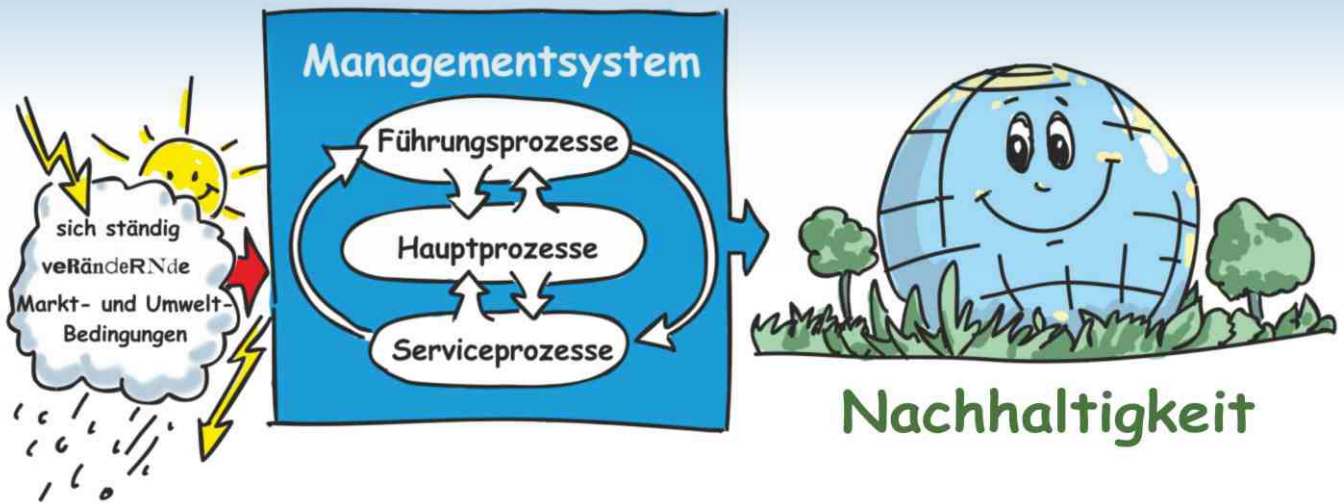 Managementsystem
Führungsprozesse
Hauptprozesse
Serviceprozesse
sich ständig
veRändeRNde
Markt- und Umwelt-
Bedingungen
Nachhaltigkeit